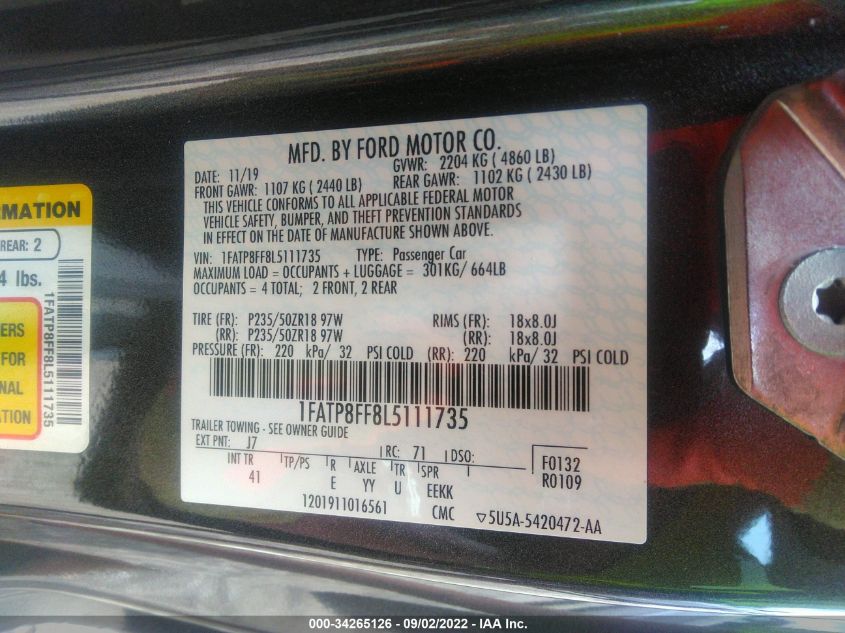 MFD. BY FORD MOTOR CO.
DATE: 11/19
GVWR: 2204 KG ( 4860 LB)
FRONT GAWR: 1107 KG ( 2440 LB)
REAR GAWR: 1102 KG ( 2430 LB)
THIS VEHICLE CONFORMS TO ALL APPLICABLE FEDERAL MOTOR
VEHICLE SAFETY, BUMPER, AND THEFT PREVENTION STANDARDS
IN EFFECT ON THE DATE OF MANUFACTURE SHOWN ABOVE.
VIN: 1FATP8FF8L5111735 TYPE: Passenger Car
MAXIMUM LOAD = OCCUPANTS + LUGGAGE = 301KG/ 664LB
OCCUPANTS = 4 TOTAL; 2 FRONT, 2 REAR
TIRE (FR): P235/50ZR18 97W RIMS (FR): 18x8.0J
(RR): P235/50ZR18 97W (RR): 18x8.0J
PRESSURE (FR): 220 kPa/ 32 PSI COLD (RR): 220 kPa/ 32 PSI COLD
1FATP8FF8L5111735
TRAILER TOWING - SEE OWNER GUIDE
EXT PNT: J7 RC: 71 DSO:
INT TR TP/PS R AXLE TR SPR F0132
41 E YY U EEKK R0109
1201911016561 CMC ▽5U5A-5420472-AA
RMATION
REAR: 2
4 lbs.
ERS
FOR
NAL
ATION
1FATP8FF8L5111735
000-34265126 - 09/02/2022 - IAA Inc.